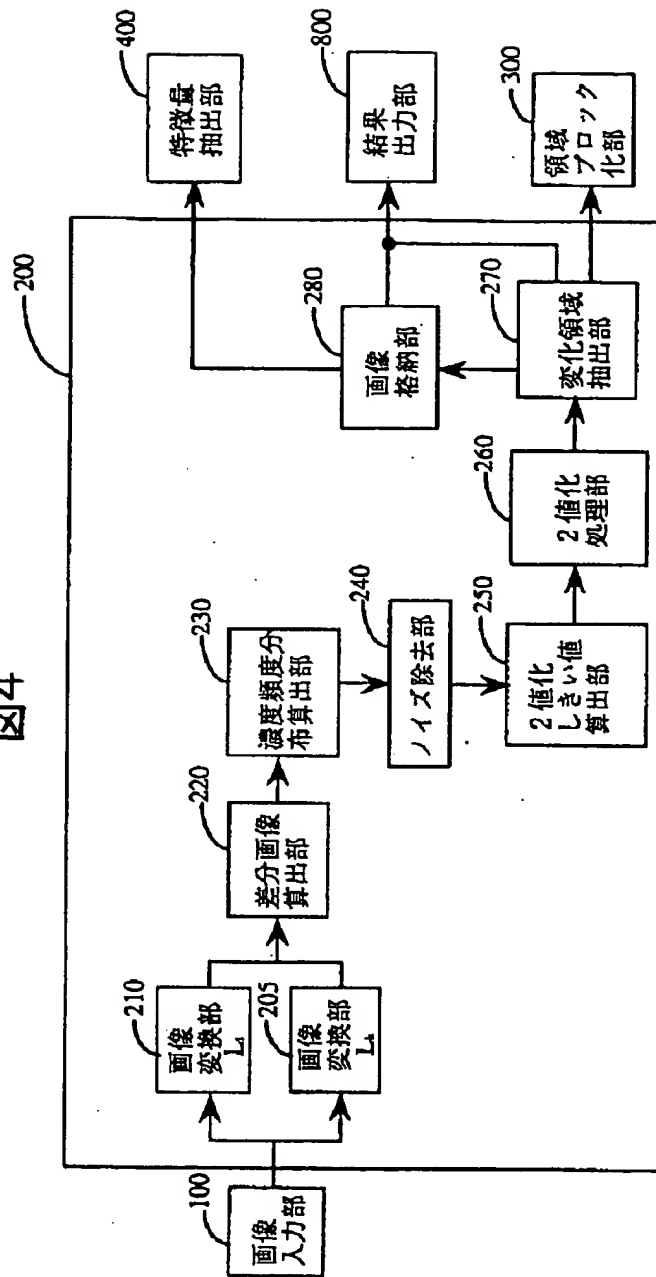 図4
200
100
画像
入力部
210
画像
変換部
205
画像
変換部
220
差分画像
算出部
230
濃度頻度分
布算出部
240
ノイズ除去部
250
2値化
しきい値
算出部
260
2値化
処理部
270
変化領域
抽出部
280
画像
格納部
400
特徴量
抽出部
800
結果
出力部
300
領域
ブロック
化部